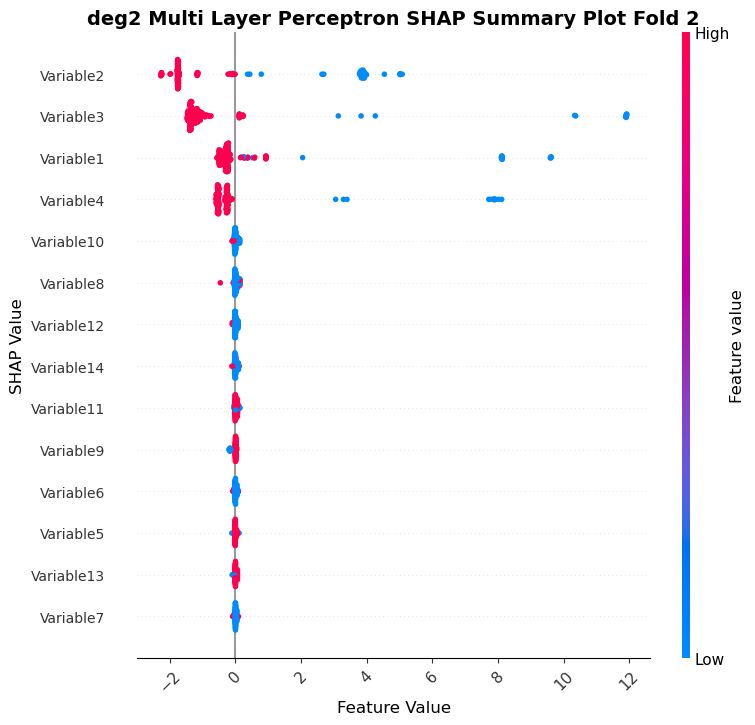 deg2 Multi Layer Perceptron SHAP Summary Plot Fold 2
High
Variable2
Variable3
Variable1
Variable4
Variable10
Variable8
Variable12
Variable14
Variable11
Variable9
Variable6
Variable5
Variable13
Variable7
SHAP Value
Feature value
Low
−2
0
2
4
6
8
10
12
Feature Value